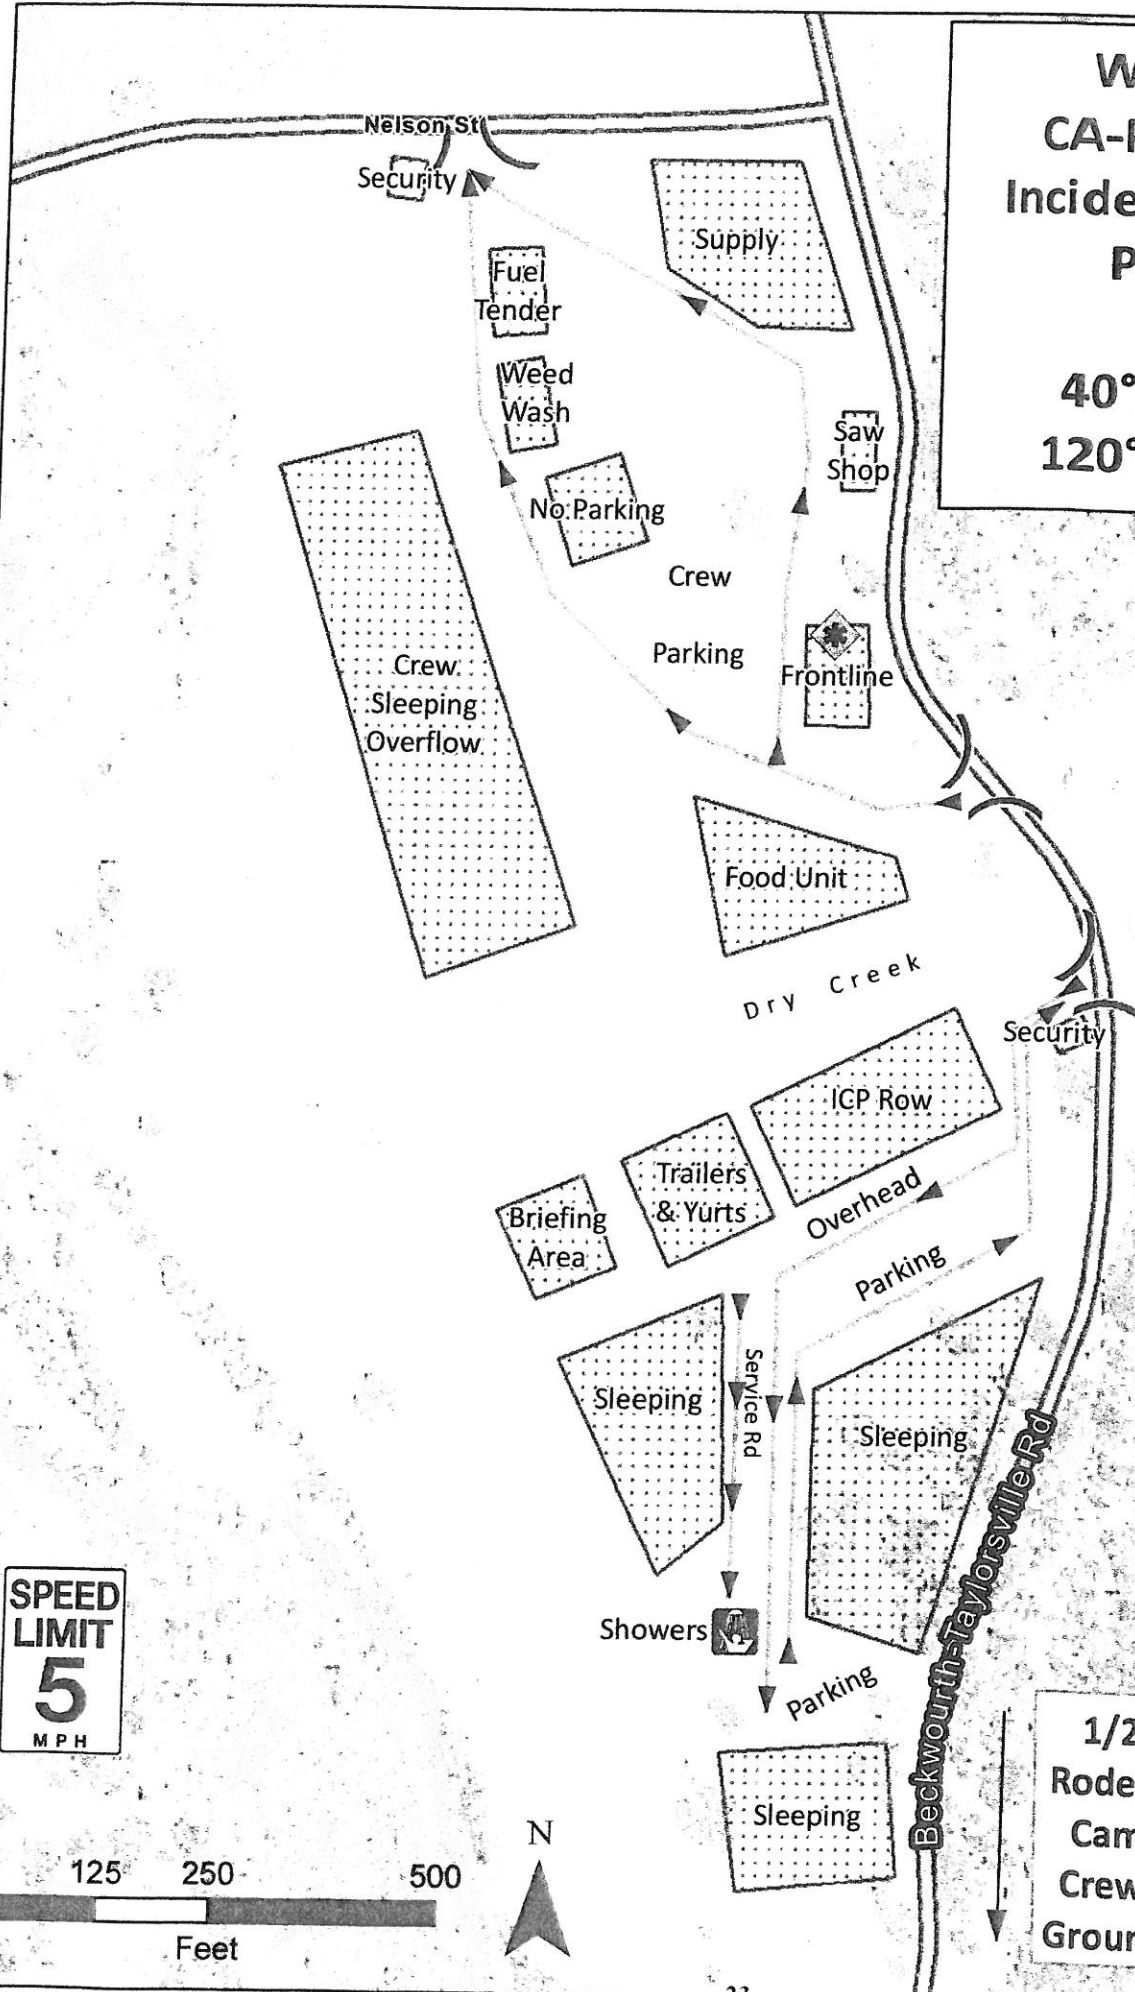 W
CA-
Incide
P
40°
120°
Nelson St
Security
Supply
Fuel
Tender
Weed
Wash
Saw
Shop
No Parking
Crew
Parking
Frontline
Crew
Sleeping
Overflow
Food Unit
Dry Creek
Security
ICP Row
Trailers
& Yurts
Briefing
Area
Overhead
Parking
Service Rd
Sleeping
Sleeping
Beckwourth-Taylorsville Rd
SPEED
LIMIT
5
MPH
Showers
Parking
Sleeping
1/2
Rode
Cam
Crew
Groun
N
125 250 500
Feet